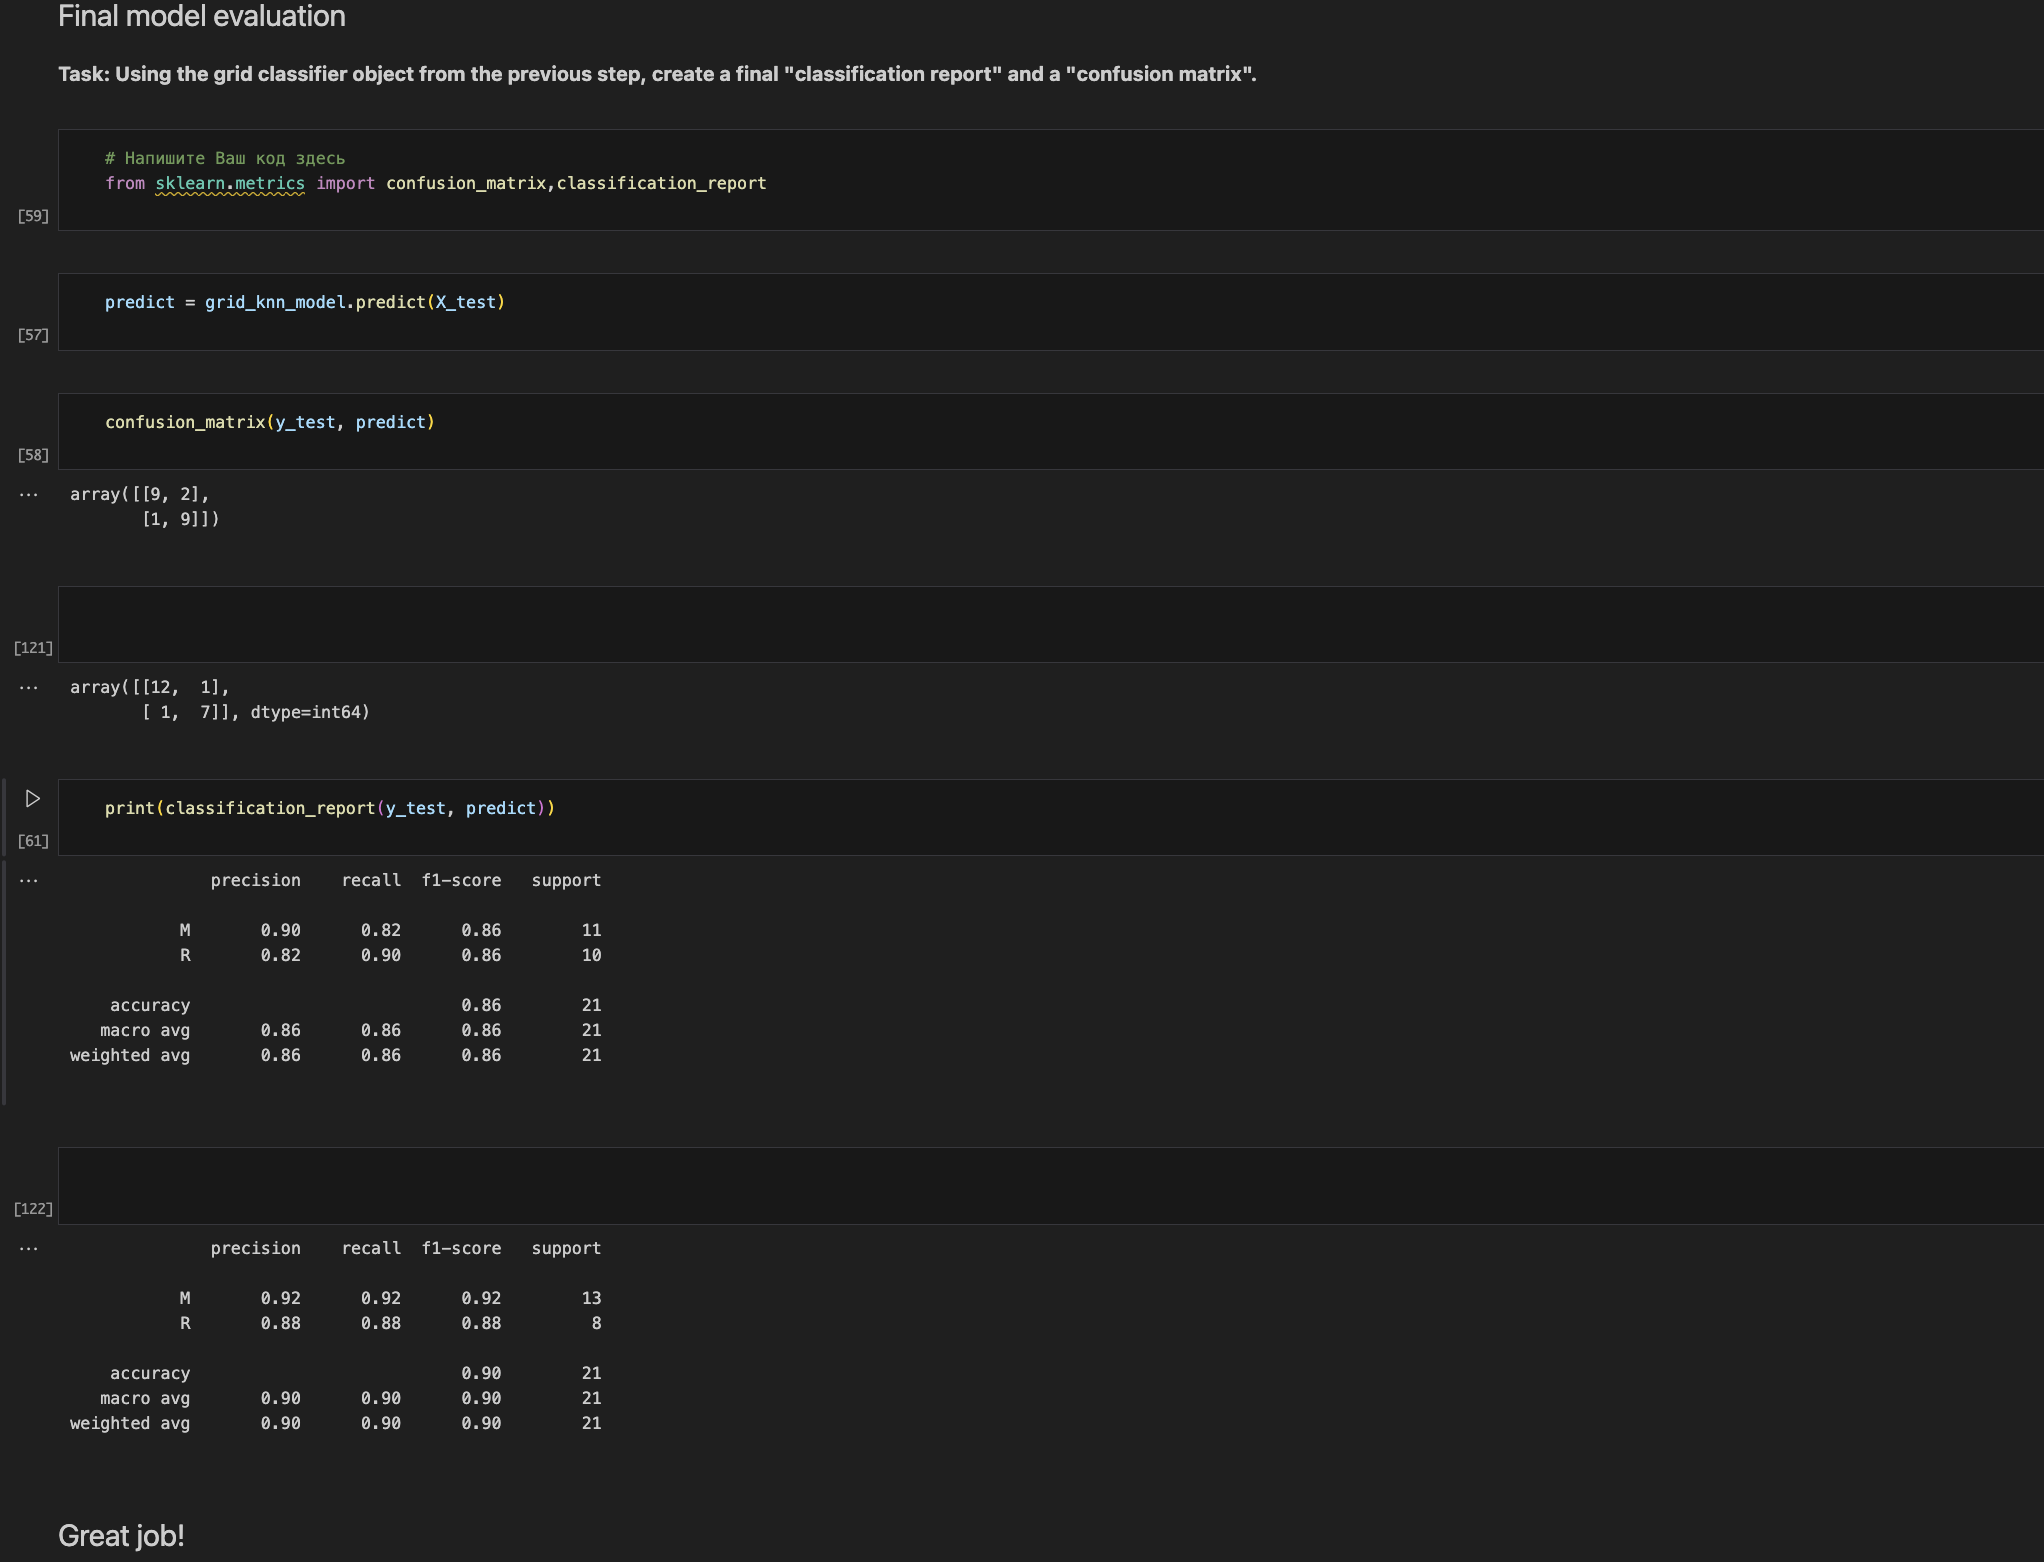 Final model evaluation
Task: Using the grid classifier object from the previous step, create a final "classification report" and a "confusion matrix".
# Напишите Ваш код здесь
from sklearn.metrics import confusion_matrix,classification_report
[59]
predict = grid_knn_model.predict(X_test)
[57]
confusion_matrix(y_test, predict)
[58]
... array([[9, 2],
[1, 9]])
[121]
... array([[12,  1],
[ 1,  7]], dtype=int64)
print(classification_report(y_test, predict))
[61]
... precision recall f1-score support
M 0.90 0.82 0.86 11
R 0.82 0.90 0.86 10
accuracy 0.86 21
macro avg 0.86 0.86 0.86 21
weighted avg 0.86 0.86 0.86 21
[122]
... precision recall f1-score support
M 0.92 0.92 0.92 13
R 0.88 0.88 0.88 8
accuracy 0.90 21
macro avg 0.90 0.90 0.90 21
weighted avg 0.90 0.90 0.90 21
Great job!